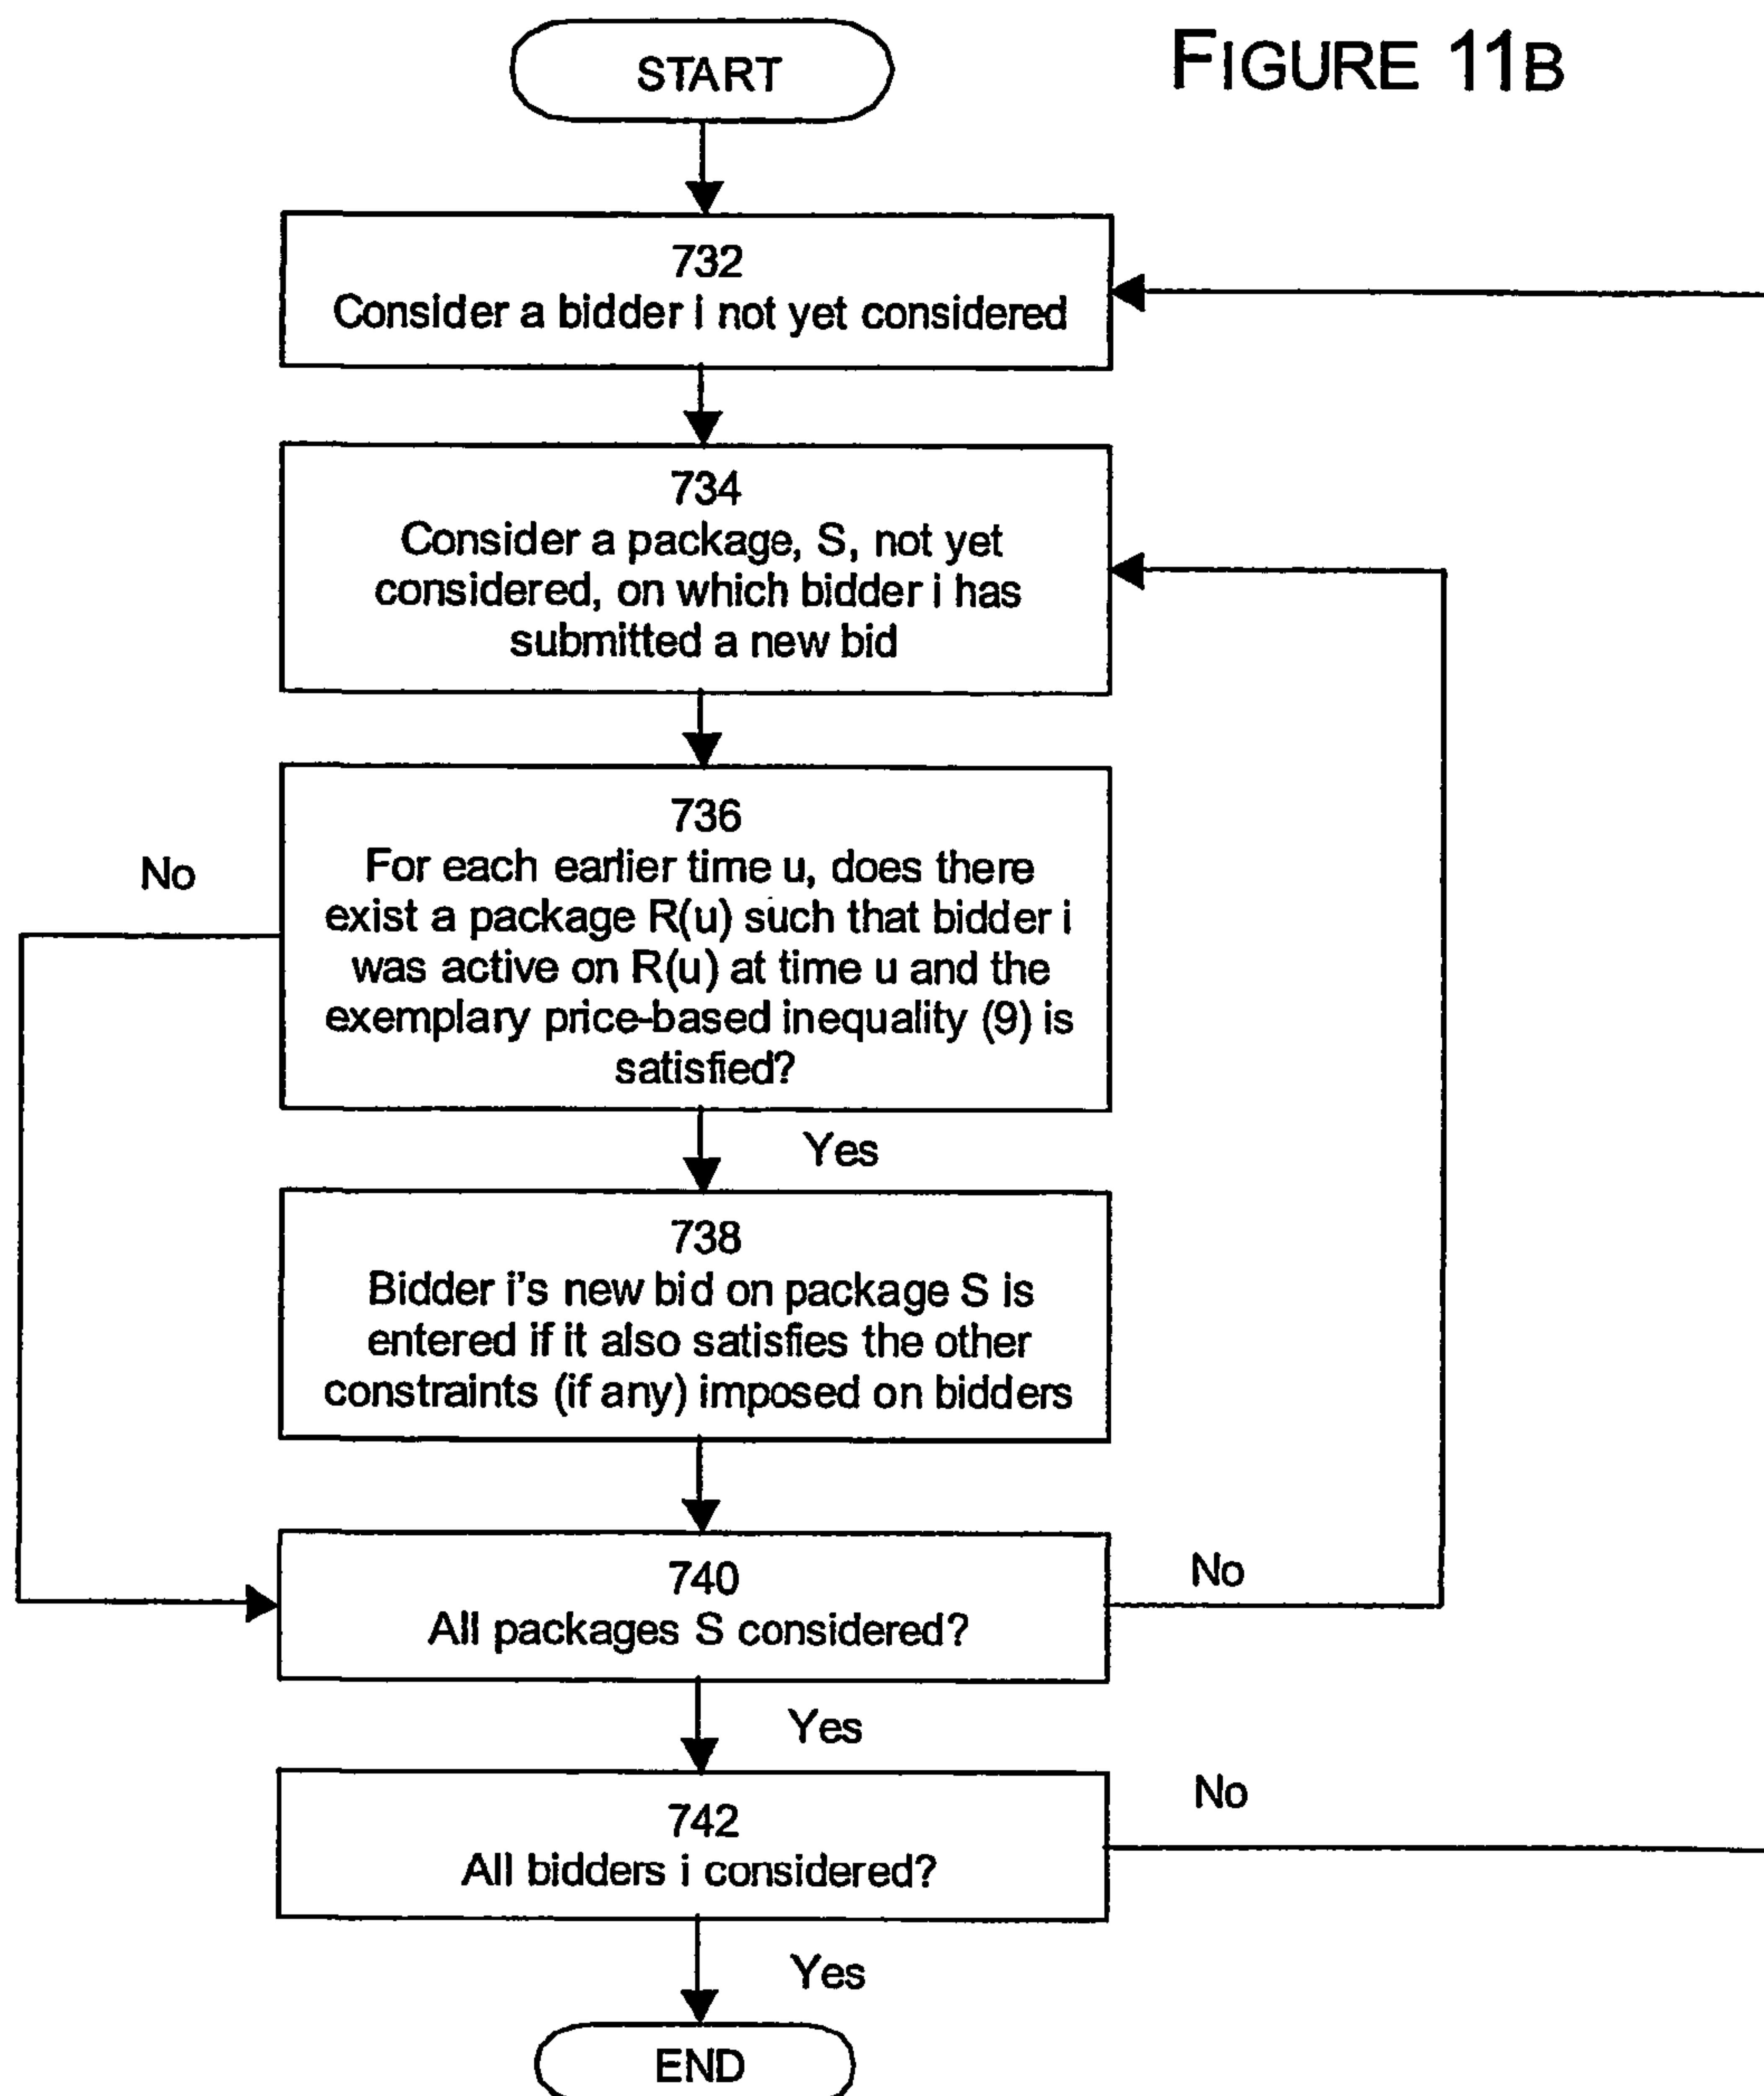 START
FIGURE 11B
732
Consider a bidder i not yet considered
734
Consider a package, S, not yet
considered, on which bidder i has
submitted a new bid
736
For each earlier time u, does there
exist a package R(u) such that bidder i
was active on R(u) at time u and the
exemplary price-based inequality (9) is
satisfied?
No
Yes
738
Bidder i's new bid on package S is
entered if it also satisfies the other
constraints (if any) imposed on bidders
740
All packages S considered?
No
Yes
742
All bidders i considered?
No
Yes
END